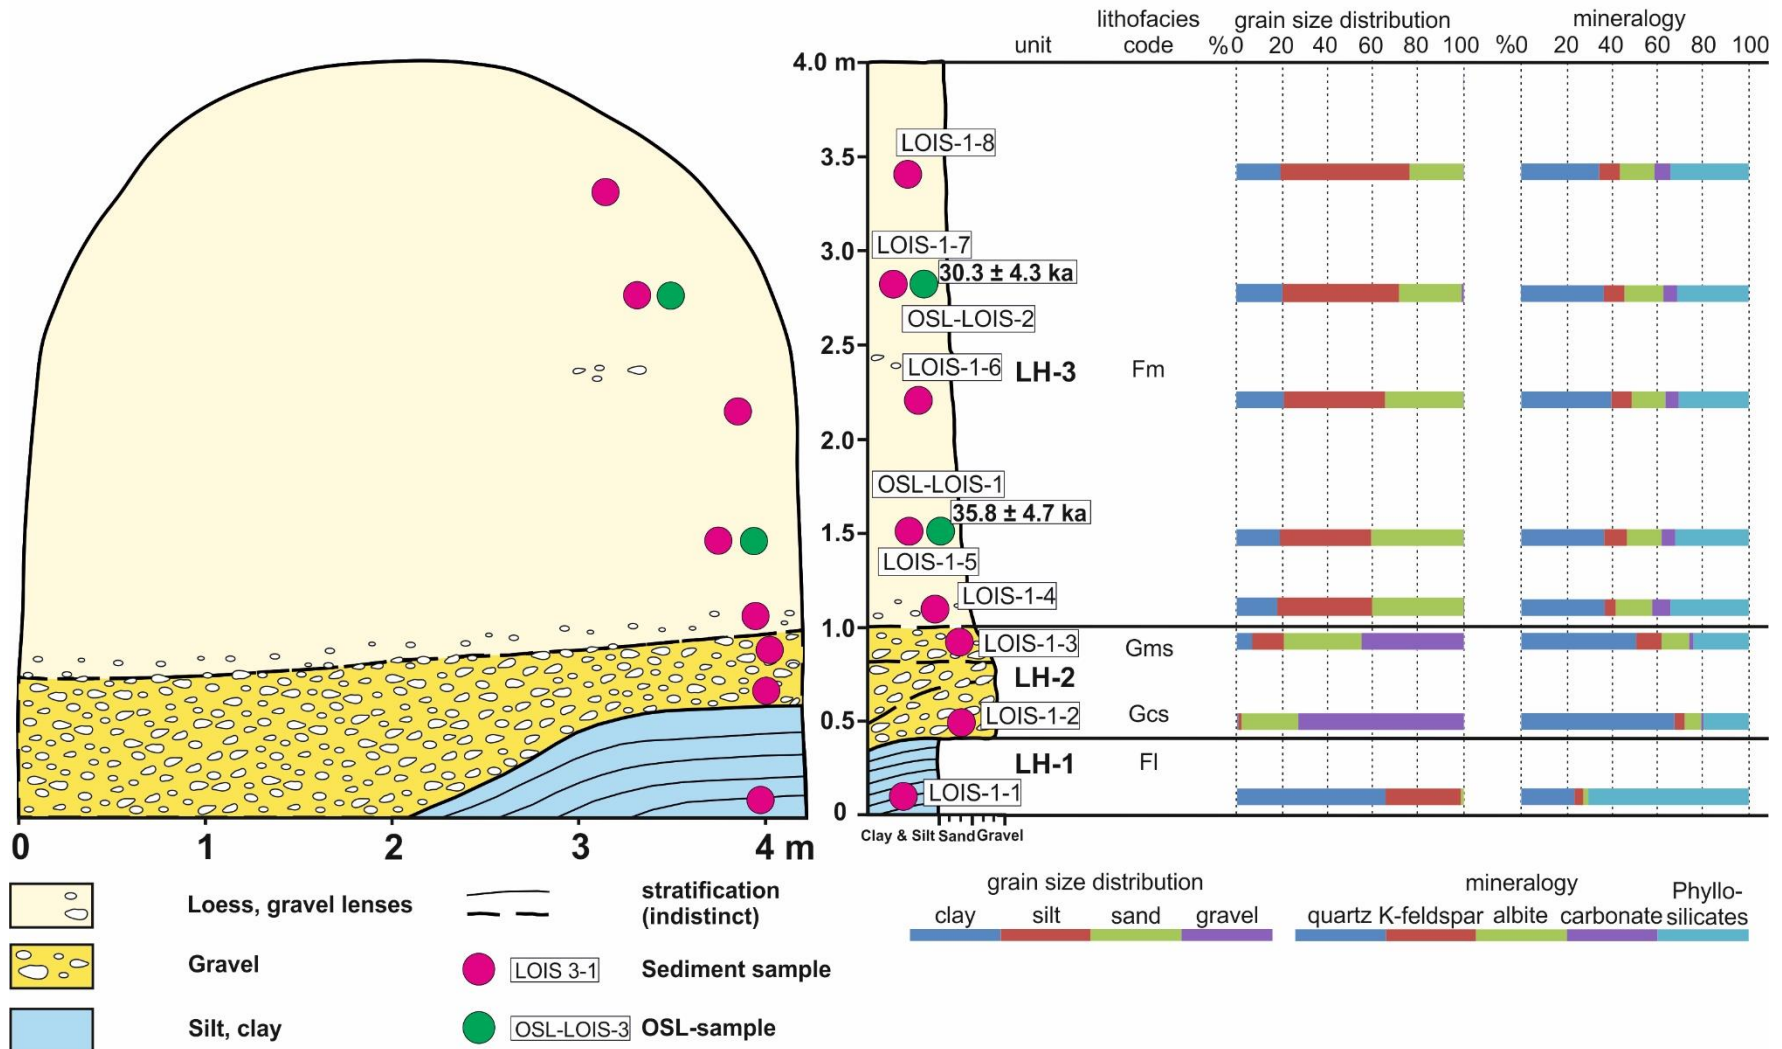 lithofacies
grain size distribution
mineralogy
unit
code
% 0 20 40 60 80 100
%0 20 40 60 80 100
4.0 m
LOIS-1-8
3.5
LOIS-1-7
3.0
30.3 ± 4.3 ka
OSL-LOIS-2
2.5
LOIS-1-6
LH-3
Fm
2.0
OSL-LOIS-1
35.8 ± 4.7 ka
1.5
LOIS-1-5
LOIS-1-4
1.0
LOIS-1-3
Gms
LH-2
LOIS-1-2
Gcs
0.5
LH-1
Fl
LOIS-1-1
0
Clay & Silt Sand Gravel
0 1 2 3 4 m
Loess, gravel lenses
Gravel
Silt, clay
stratification
(indistinct)
LOIS 3-1
Sediment sample
OSL-LOIS-3
OSL-sample
grain size distribution
clay silt sand gravel
mineralogy
quartz K-feldspar albite carbonate
Phyllo-
silicates